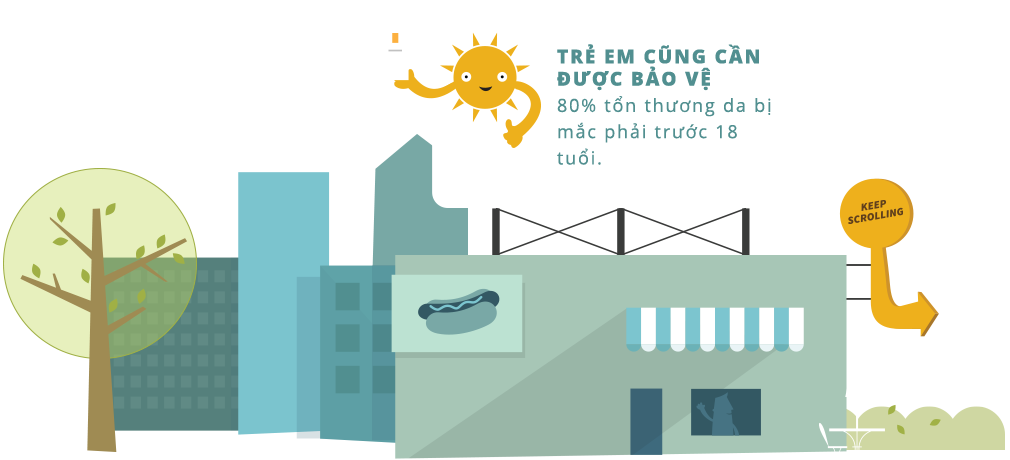 TRẺ EM CŨNG CẦN
ĐƯỢC BẢO VỆ
80% tổn thương da bị
mắc phải trước 18
tuổi.
KEEP
SCROLLING